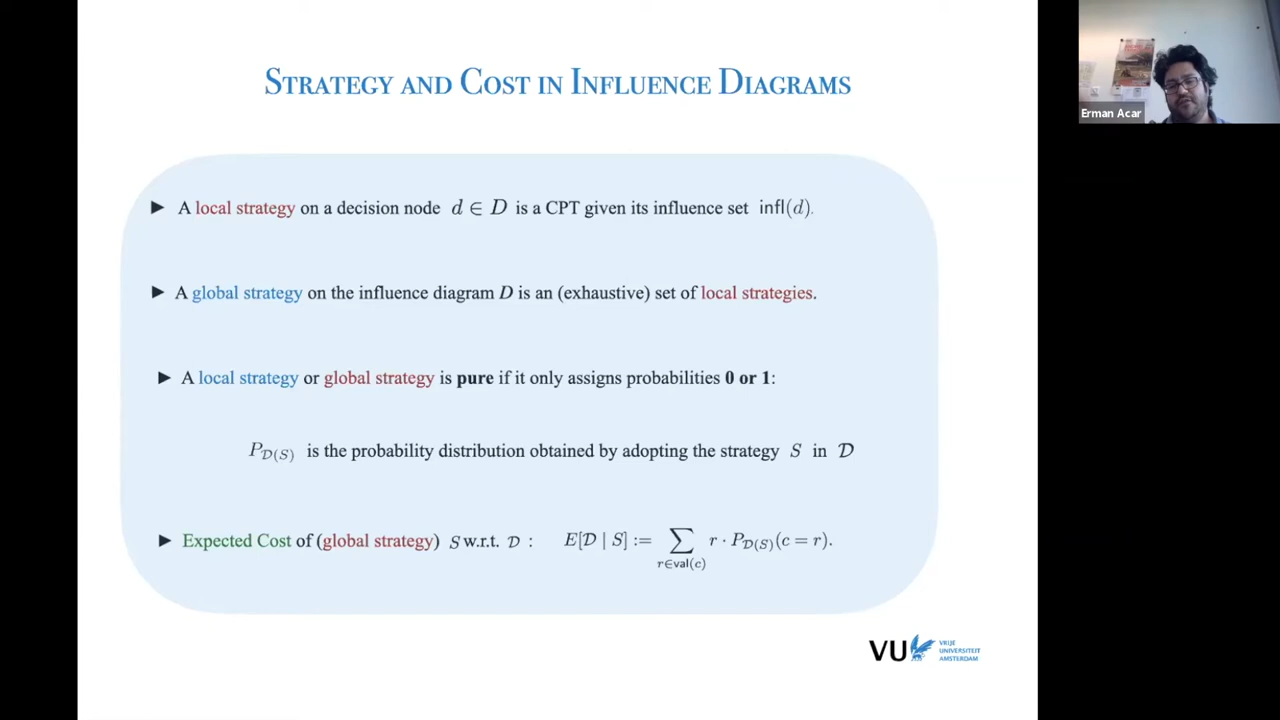 STRATEGY AND COST IN INFLUENCE DIAGRAMS
Erman Acar
► A local strategy on a decision node d ∈ D is a CPT given its influence set infl(d).
► A global strategy on the influence diagram D is an (exhaustive) set of local strategies.
► A local strategy or global strategy is pure if it only assigns probabilities 0 or 1:
P_𝒟(S) is the probability distribution obtained by adopting the strategy S in 𝒟
► Expected Cost of (global strategy) S w.r.t. 𝒟 : E[𝒟 | S] := ∑ r · P_𝒟(S)(c = r).
r∈val(c)
VU
VRIJE
UNIVERSITEIT
AMSTERDAM